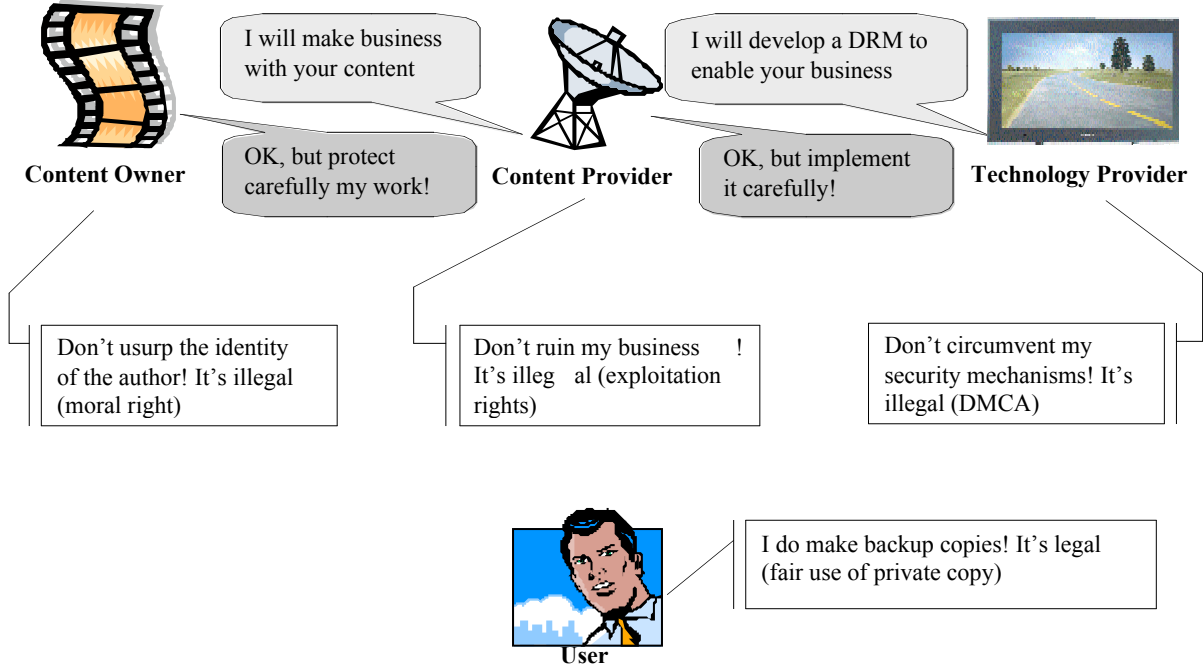 I will make business
with your content
I will develop a DRM to
enable your business
OK, but protect
carefully my work!
OK, but implement
it carefully!
Content Owner
Content Provider
Technology Provider
Don’t usurp the identity
of the author! It’s illegal
(moral right)
Don’t ruin my business !
It’s illeg al (exploitation
rights)
Don’t circumvent my
security mechanisms! It’s
illegal (DMCA)
I do make backup copies! It’s legal
(fair use of private copy)
User